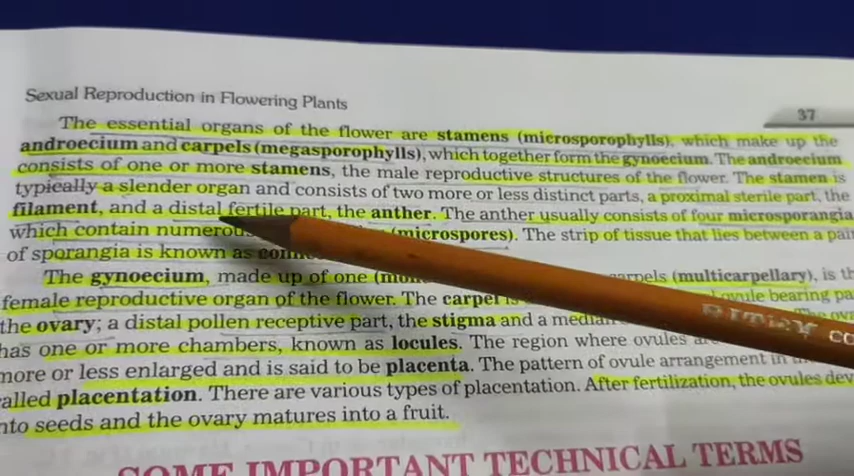 Sexual Reproduction in Flowering Plants
37
The essential organs of the flower are stamens (microsporophylls), which make up the
androecium and carpels (megasporophylls), which together form the gynoecium. The androecium
consists of one or more stamens, the male reproductive structures of the flower. The stamen is
typically a slender organ and consists of two more or less distinct parts, a proximal sterile part, the
filament, and a distal fertile part, the anther. The anther usually consists of four microsporangia
which contain (microspores). The strip of tissue that lies between a
of sporangia is known as
The gynoecium, made up of one (multicarpellary), is
female reproductive organ of the flower. The carpel ovule bearing
the ovary; a distal pollen receptive part, the stigma and a
has one or more chambers, known as locules. The region where ovules
more or less enlarged and is said to be placenta. The pattern of ovule arrangement in
called placentation. There are various types of placentation. After fertilization, the ovules
into seeds and the ovary matures into a fruit.
SOME IMPORTANT TECHNICAL TERMS